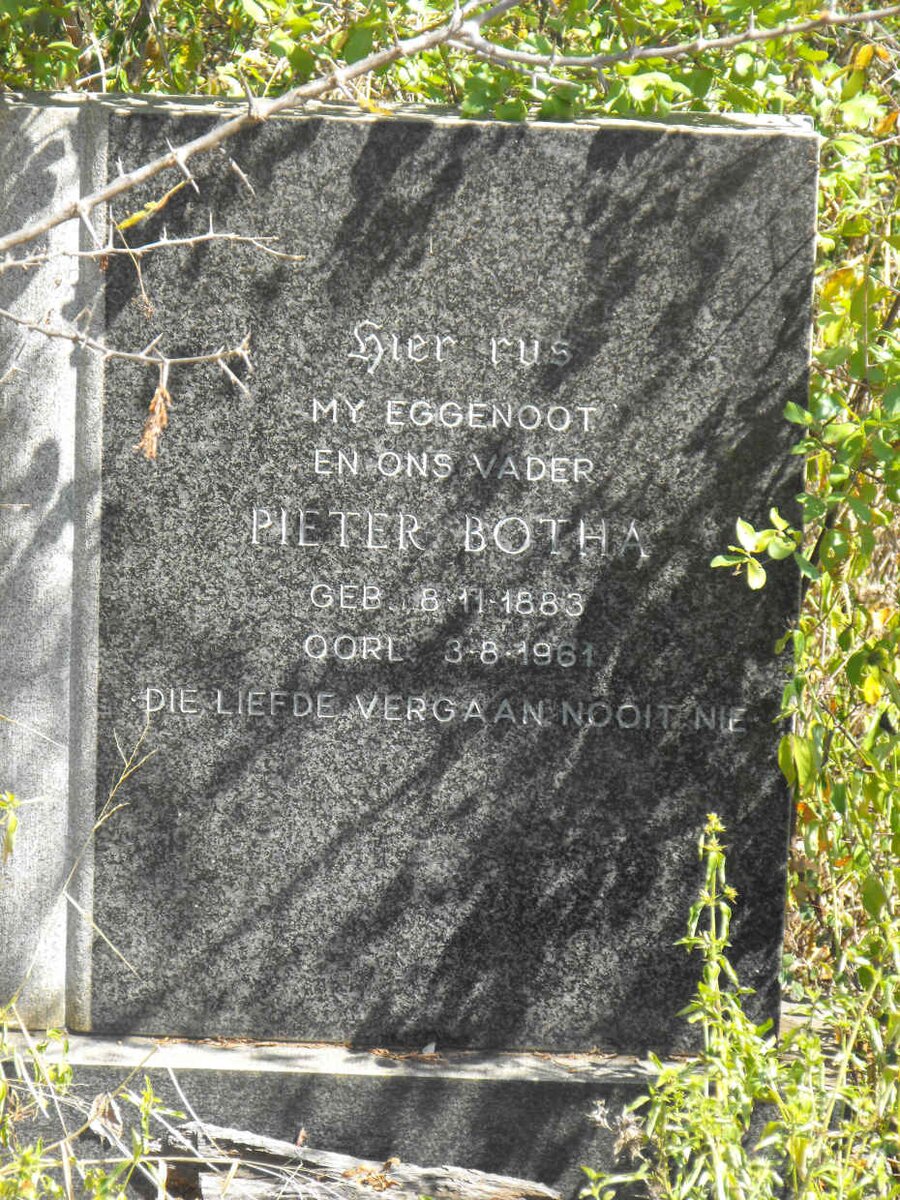 Hier rus
MY EGGENOOT
EN ONS VADER
PIETER BOTHA
GEB. 8-11-1883
OORL. 3-8-1961
DIE LIEFDE VERGAAN NOOIT NIE